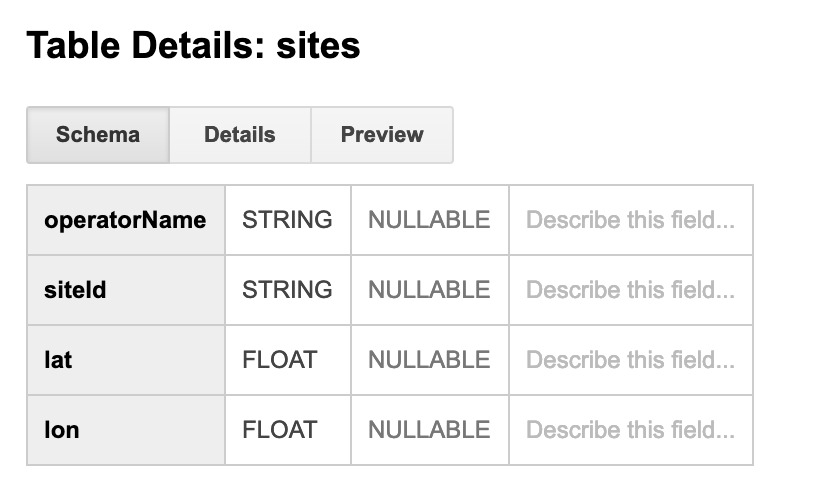 Table Details: sites
Schema Details Preview
operatorName STRING NULLABLE Describe this field...
siteId STRING NULLABLE Describe this field...
lat FLOAT NULLABLE Describe this field...
lon FLOAT NULLABLE Describe this field...